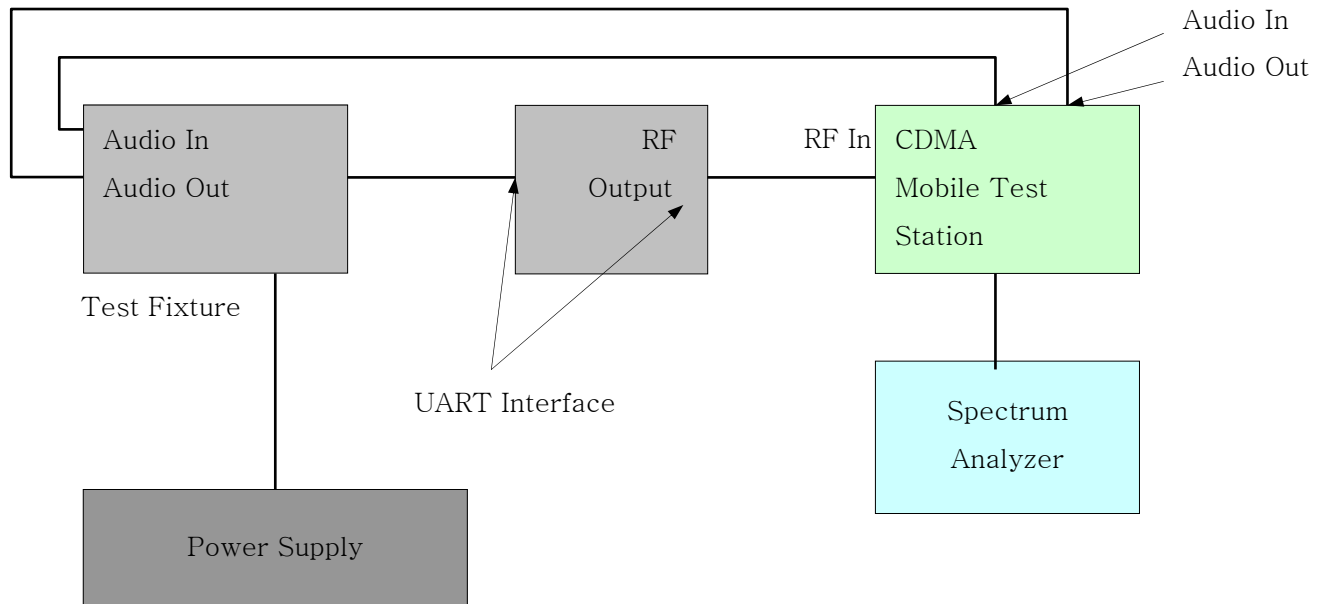 Audio In
Audio Out
Audio In
Audio Out
RF
Output
RF In
CDMA
Mobile Test
Station
Test Fixture
UART Interface
Spectrum
Analyzer
Power Supply